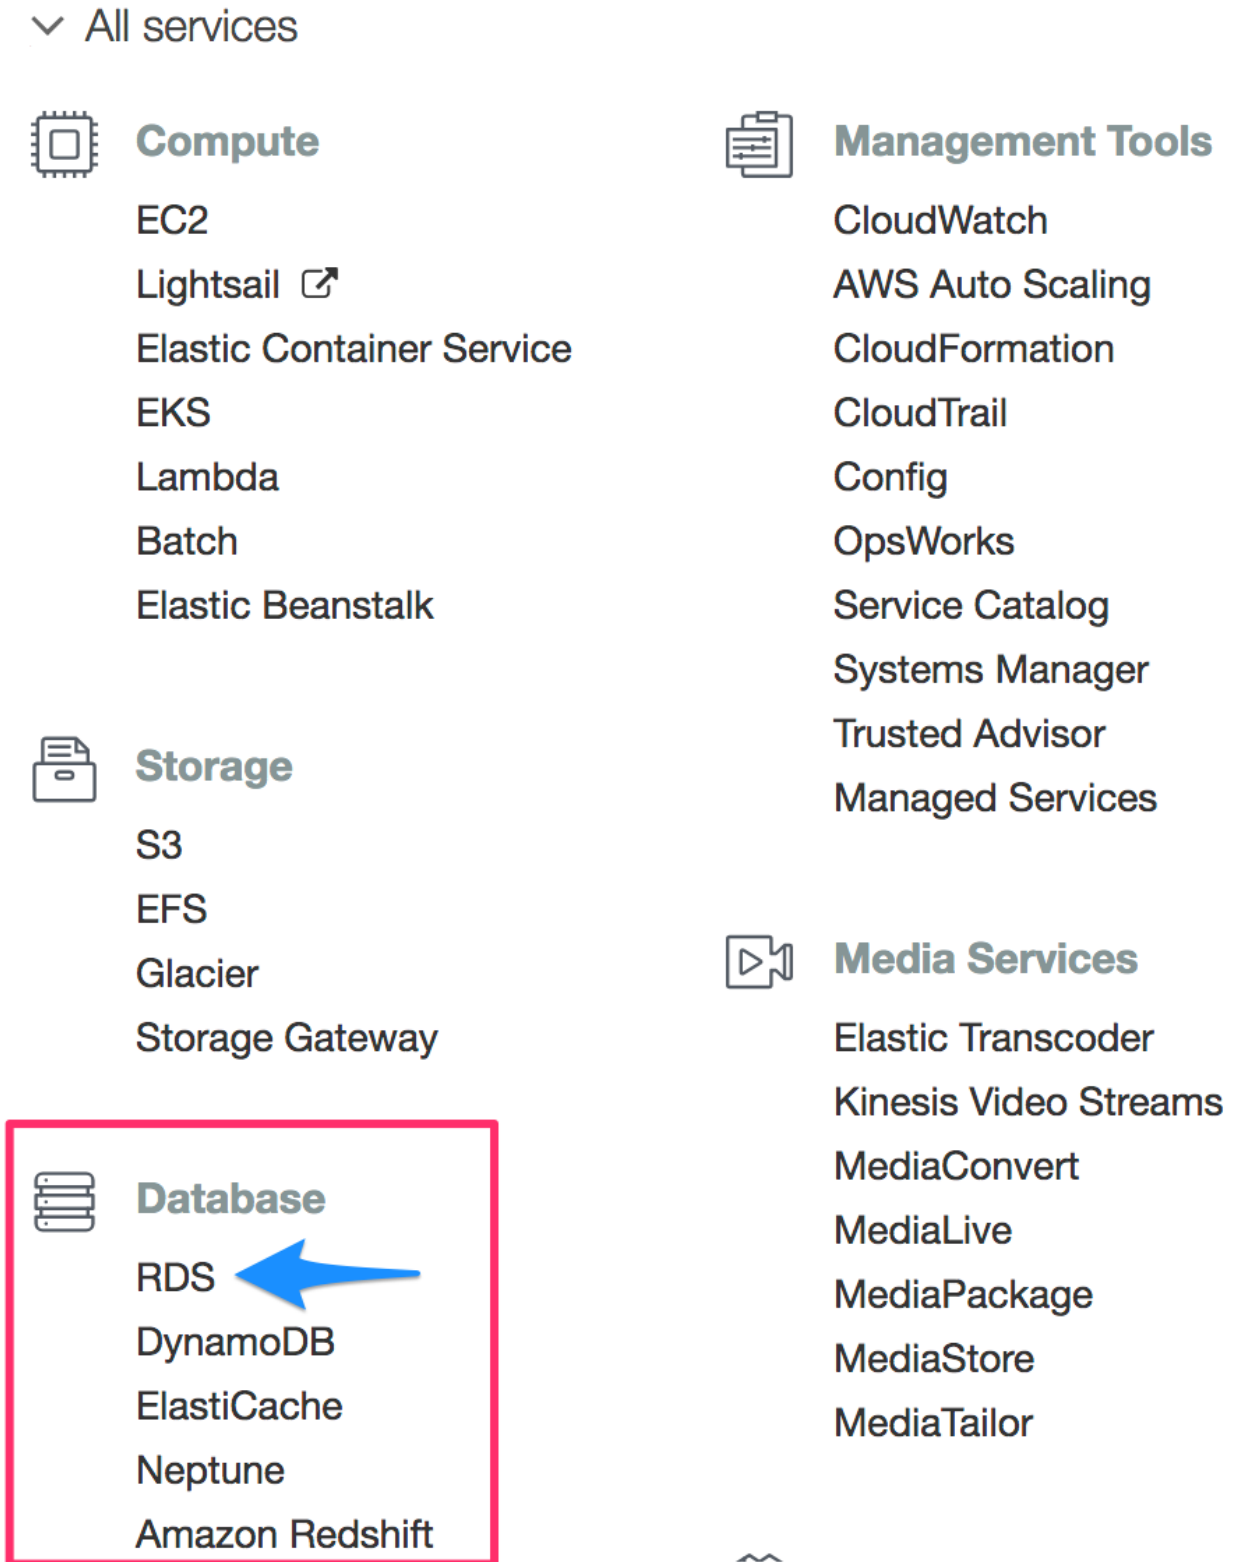 All services
Compute
EC2
Lightsail
Elastic Container Service
EKS
Lambda
Batch
Elastic Beanstalk
Storage
S3
EFS
Glacier
Storage Gateway
Database
RDS
DynamoDB
ElastiCache
Neptune
Amazon Redshift
Management Tools
CloudWatch
AWS Auto Scaling
CloudFormation
CloudTrail
Config
OpsWorks
Service Catalog
Systems Manager
Trusted Advisor
Managed Services
Media Services
Elastic Transcoder
Kinesis Video Streams
MediaConvert
MediaLive
MediaPackage
MediaStore
MediaTailor